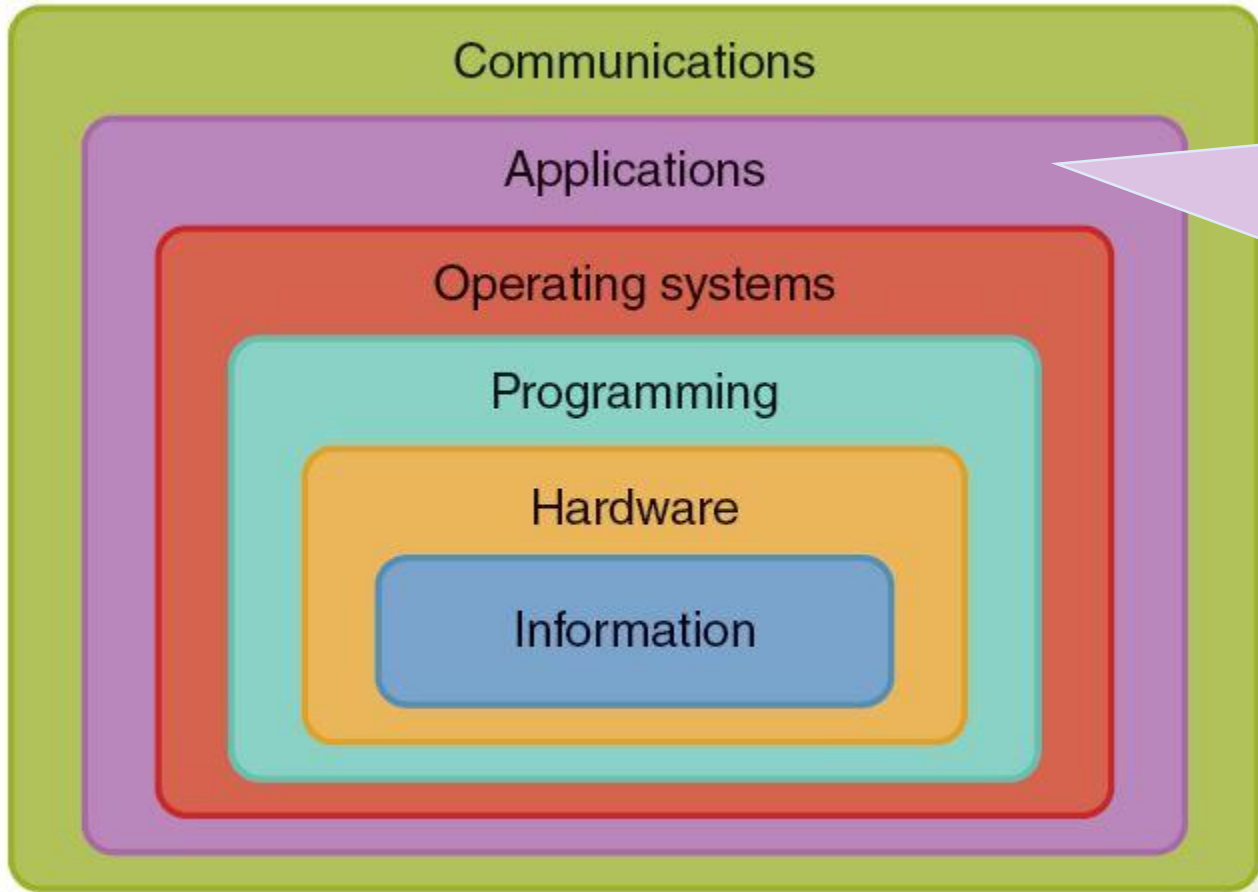 Communications
Applications
Operating systems
Programming
Hardware
Information